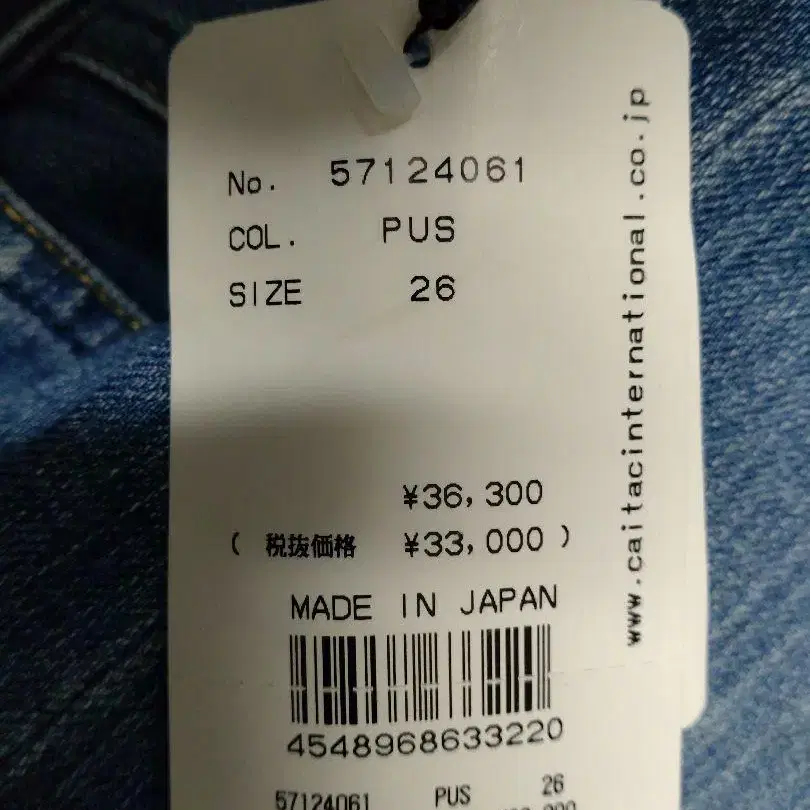 No. 57124061
COL. PUS
SIZE 26
¥36,300
( 税抜価格 ¥33,000 )
MADE IN JAPAN
4548968633220
57124061 PUS 26
www.caitacinternational.co.jp